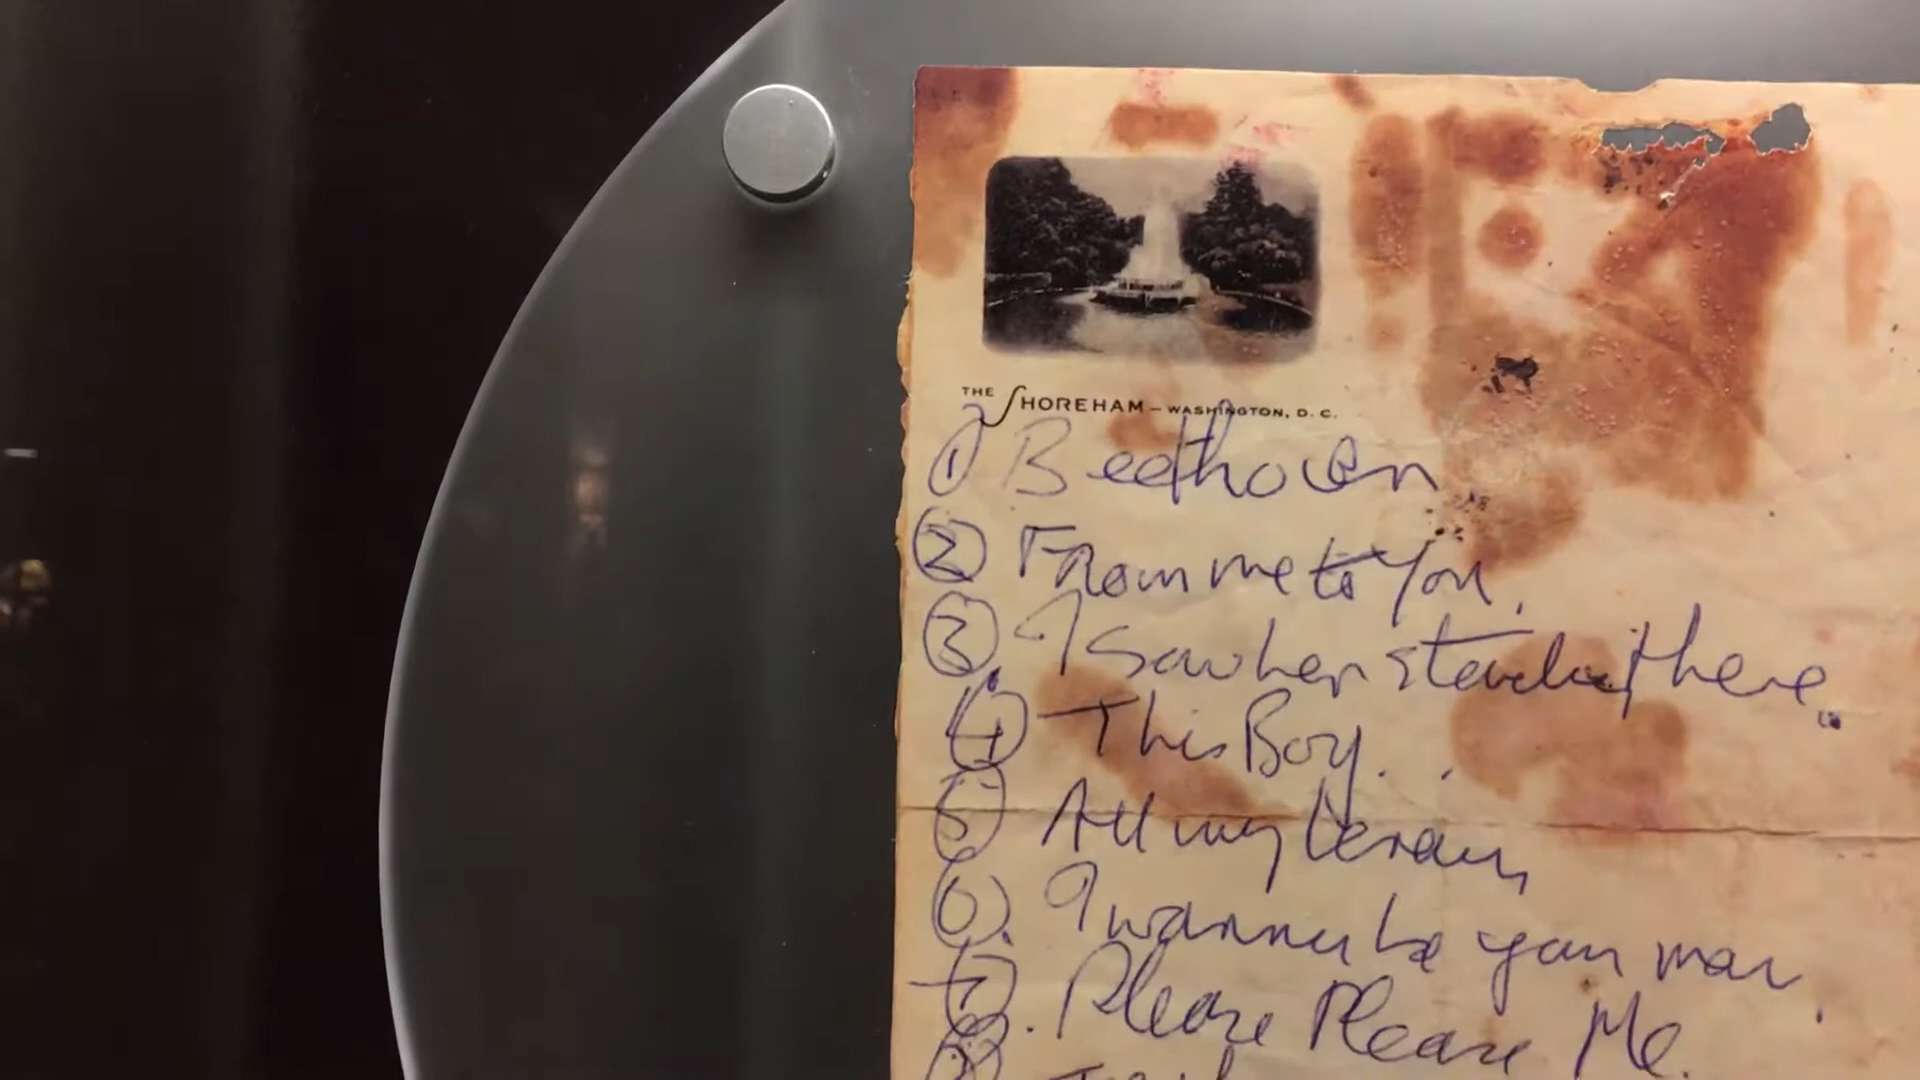 THE SHOREHAM – WASHINGTON, D. C.
① Beethoven
② From me to You.
③ I Saw her standing there.
④ This Boy.
⑤ All my loving
⑥. I wanna be your man.
⑦. Please Please Me.
⑧